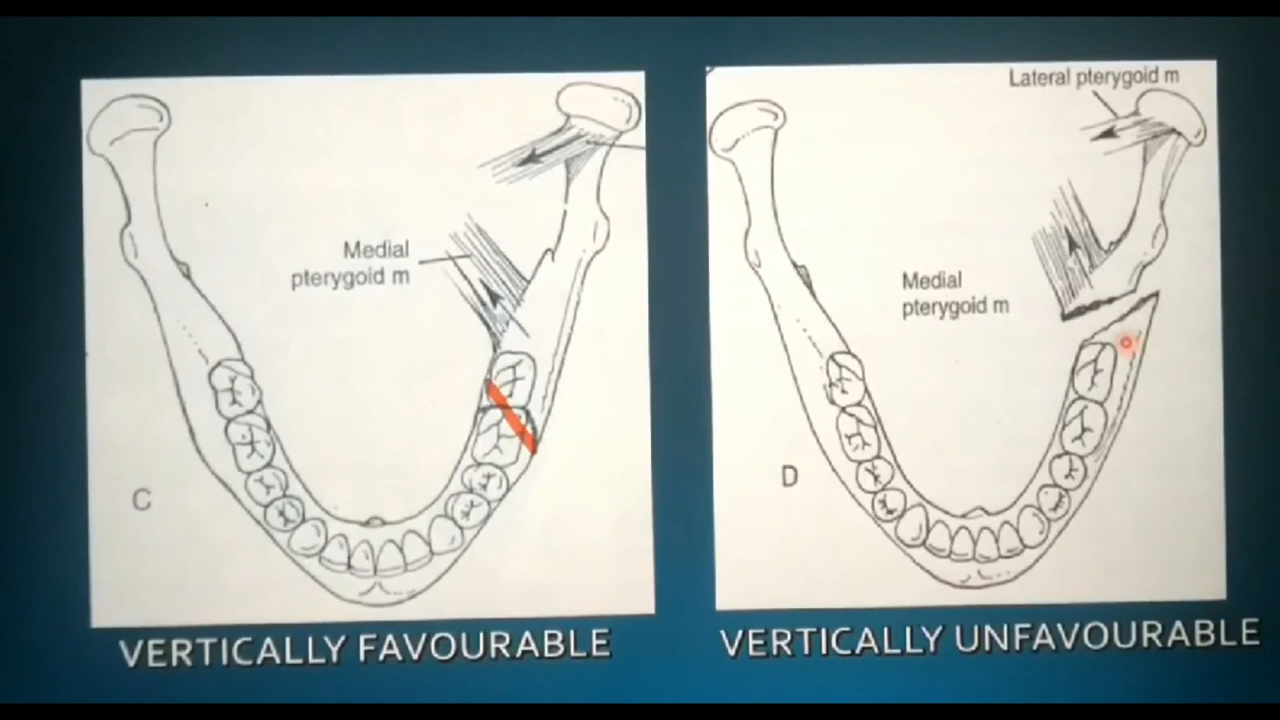 Medial
pterygoid m
C
VERTICALLY FAVOURABLE
Lateral pterygoid m
Medial
pterygoid m
D
VERTICALLY UNFAVOURABLE